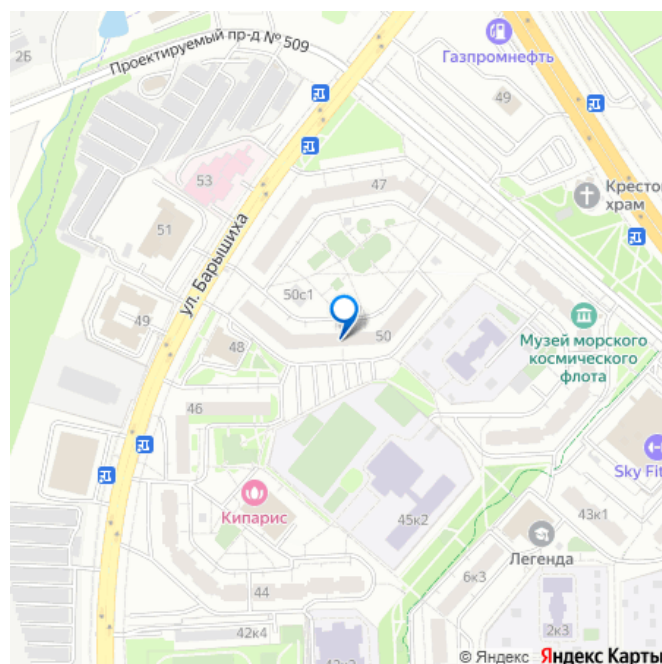 2Б
Проектируемый пр-д № 509
Газпромнефть
49
53
47
Крестов
храм
51
ул. Барышиха
50с1
49
48
50
Музей морского
космического
флота
46
Sky Fit
Кипарис
45к2
43к1
Легенда
6к3
44
2к3
42к4
© Яндекс Яндекс Карты